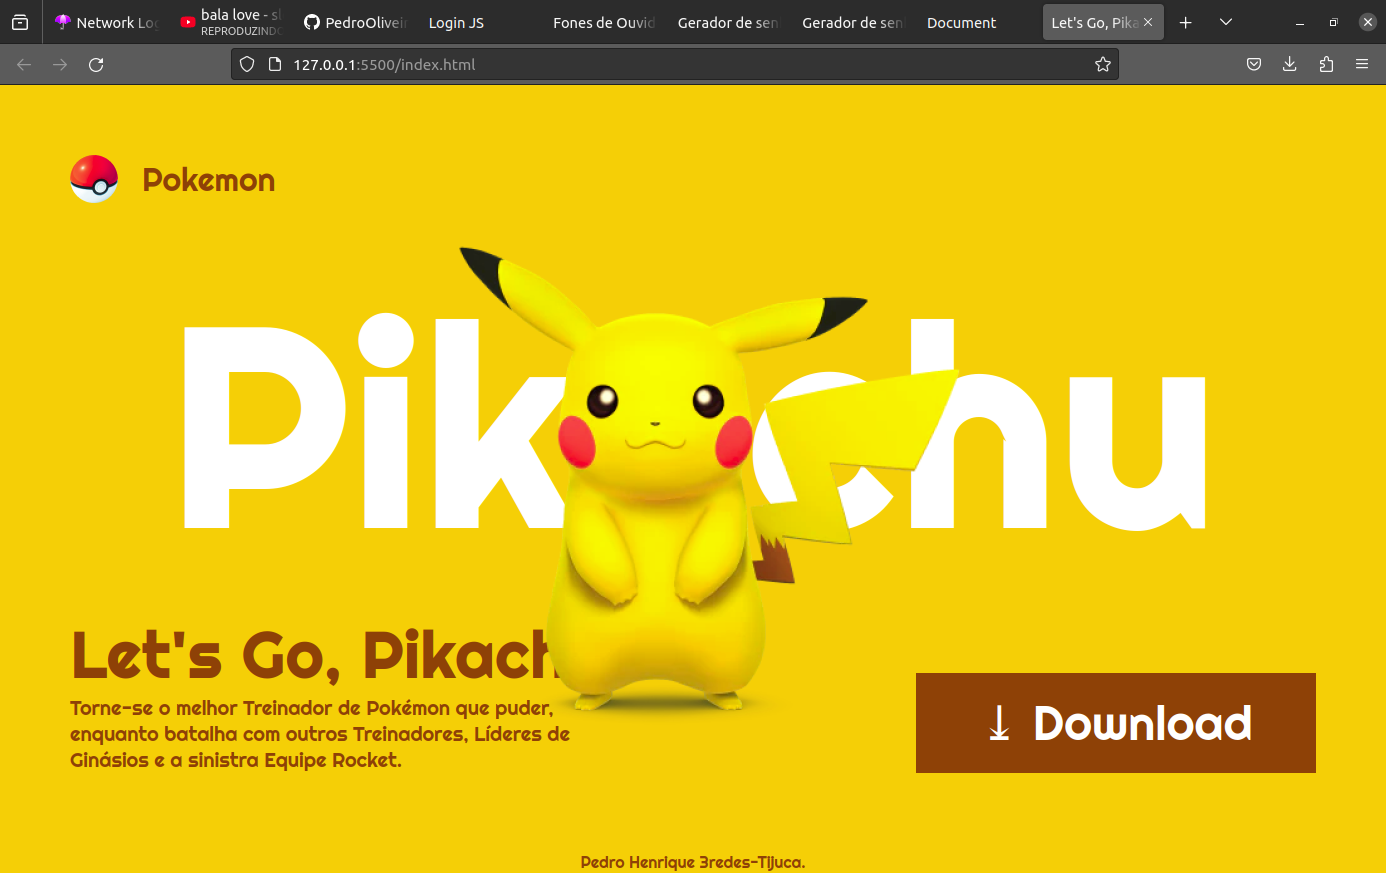 Network Lo
bala love - sl
REPRODUZINDO
PedroOliveir
Login JS
Fones de Ouvid
Gerador de sen
Gerador de sen
Document
Let's Go, Pika
127.0.0.1:5500/index.html
Pokemon
Pik chu
Let's Go, Pikach
Torne-se o melhor Treinador de Pokémon que puder,
enquanto batalha com outros Treinadores, Líderes de
Ginásios e a sinistra Equipe Rocket.
Download
Pedro Henrique 3redes-Tijuca.